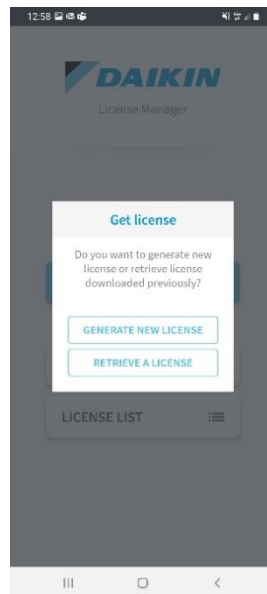 12:58
DAIKIN
License Manager
Get license
Do you want to generate new
license or retrieve license
downloaded previously?
GENERATE NEW LICENSE
RETRIEVE A LICENSE
LICENSE LIST